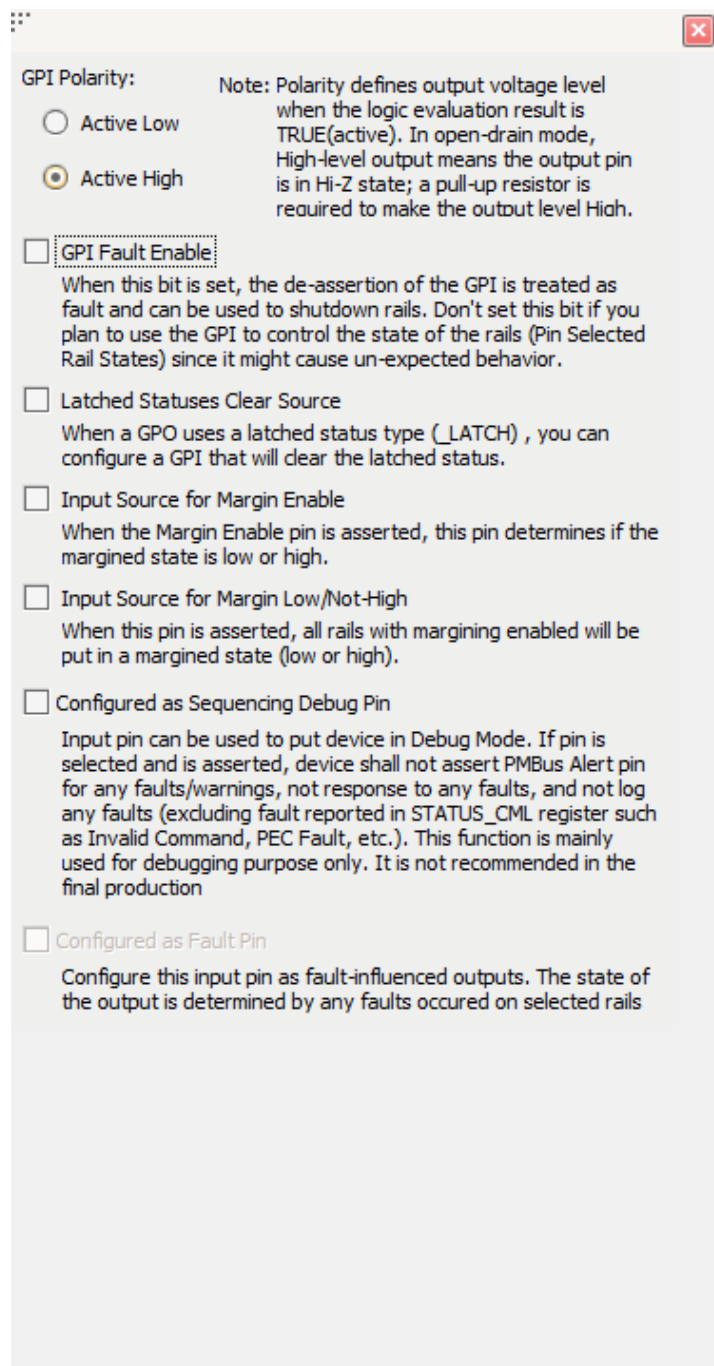 GPI Polarity:
Active Low
Active High
Note: Polarity defines output voltage level
when the logic evaluation result is
TRUE(active). In open-drain mode,
High-level output means the output pin
is in Hi-Z state; a pull-up resistor is
required to make the output level High.
GPI Fault Enable
When this bit is set, the de-assertion of the GPI is treated as
fault and can be used to shutdown rails. Don't set this bit if you
plan to use the GPI to control the state of the rails (Pin Selected
Rail States) since it might cause un-expected behavior.
Latched Statuses Clear Source
When a GPO uses a latched status type (_LATCH) , you can
configure a GPI that will clear the latched status.
Input Source for Margin Enable
When the Margin Enable pin is asserted, this pin determines if the
margined state is low or high.
Input Source for Margin Low/Not-High
When this pin is asserted, all rails with margining enabled will be
put in a margined state (low or high).
Configured as Sequencing Debug Pin
Input pin can be used to put device in Debug Mode. If pin is
selected and is asserted, device shall not assert PMBus Alert pin
for any faults/warnings, not response to any faults, and not log
any faults (excluding fault reported in STATUS_CML register such
as Invalid Command, PEC Fault, etc.). This function is mainly
used for debugging purpose only. It is not recommended in the
final production
Configured as Fault Pin
Configure this input pin as fault-influenced outputs. The state of
the output is determined by any faults occured on selected rails